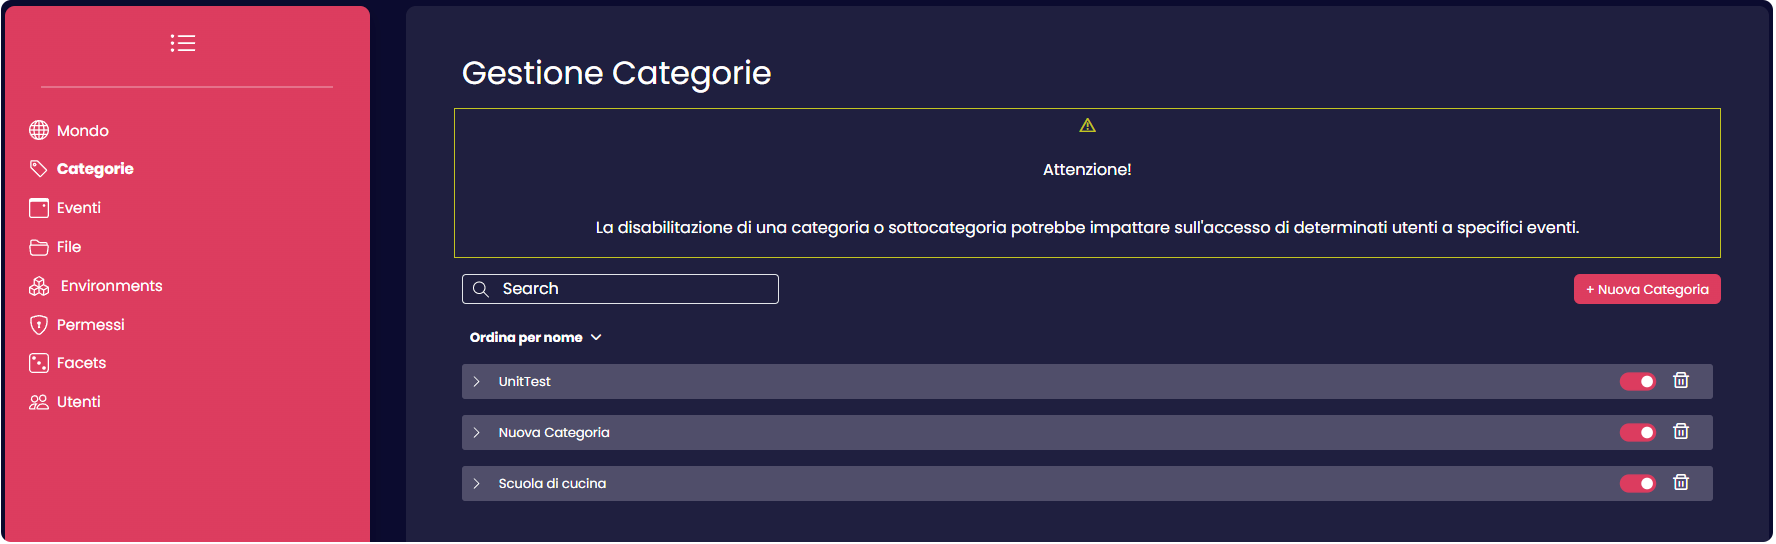 Mondo
Categorie
Eventi
File
Environments
Permessi
Facets
Utenti
Gestione Categorie
Attenzione!
La disabilitazione di una categoria o sottocategoria potrebbe impattare sull'accesso di determinati utenti a specifici eventi.
Search
+ Nuova Categoria
Ordina per nome
UnitTest
Nuova Categoria
Scuola di cucina